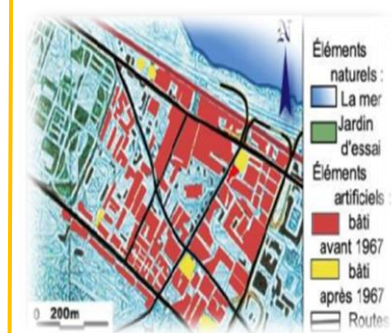 N
Éléments
naturels :
La mer
Jardin
d'essai
Éléments
artificiels :
bâti
avant 1967
bâti
après 1967
Routes
0 200m